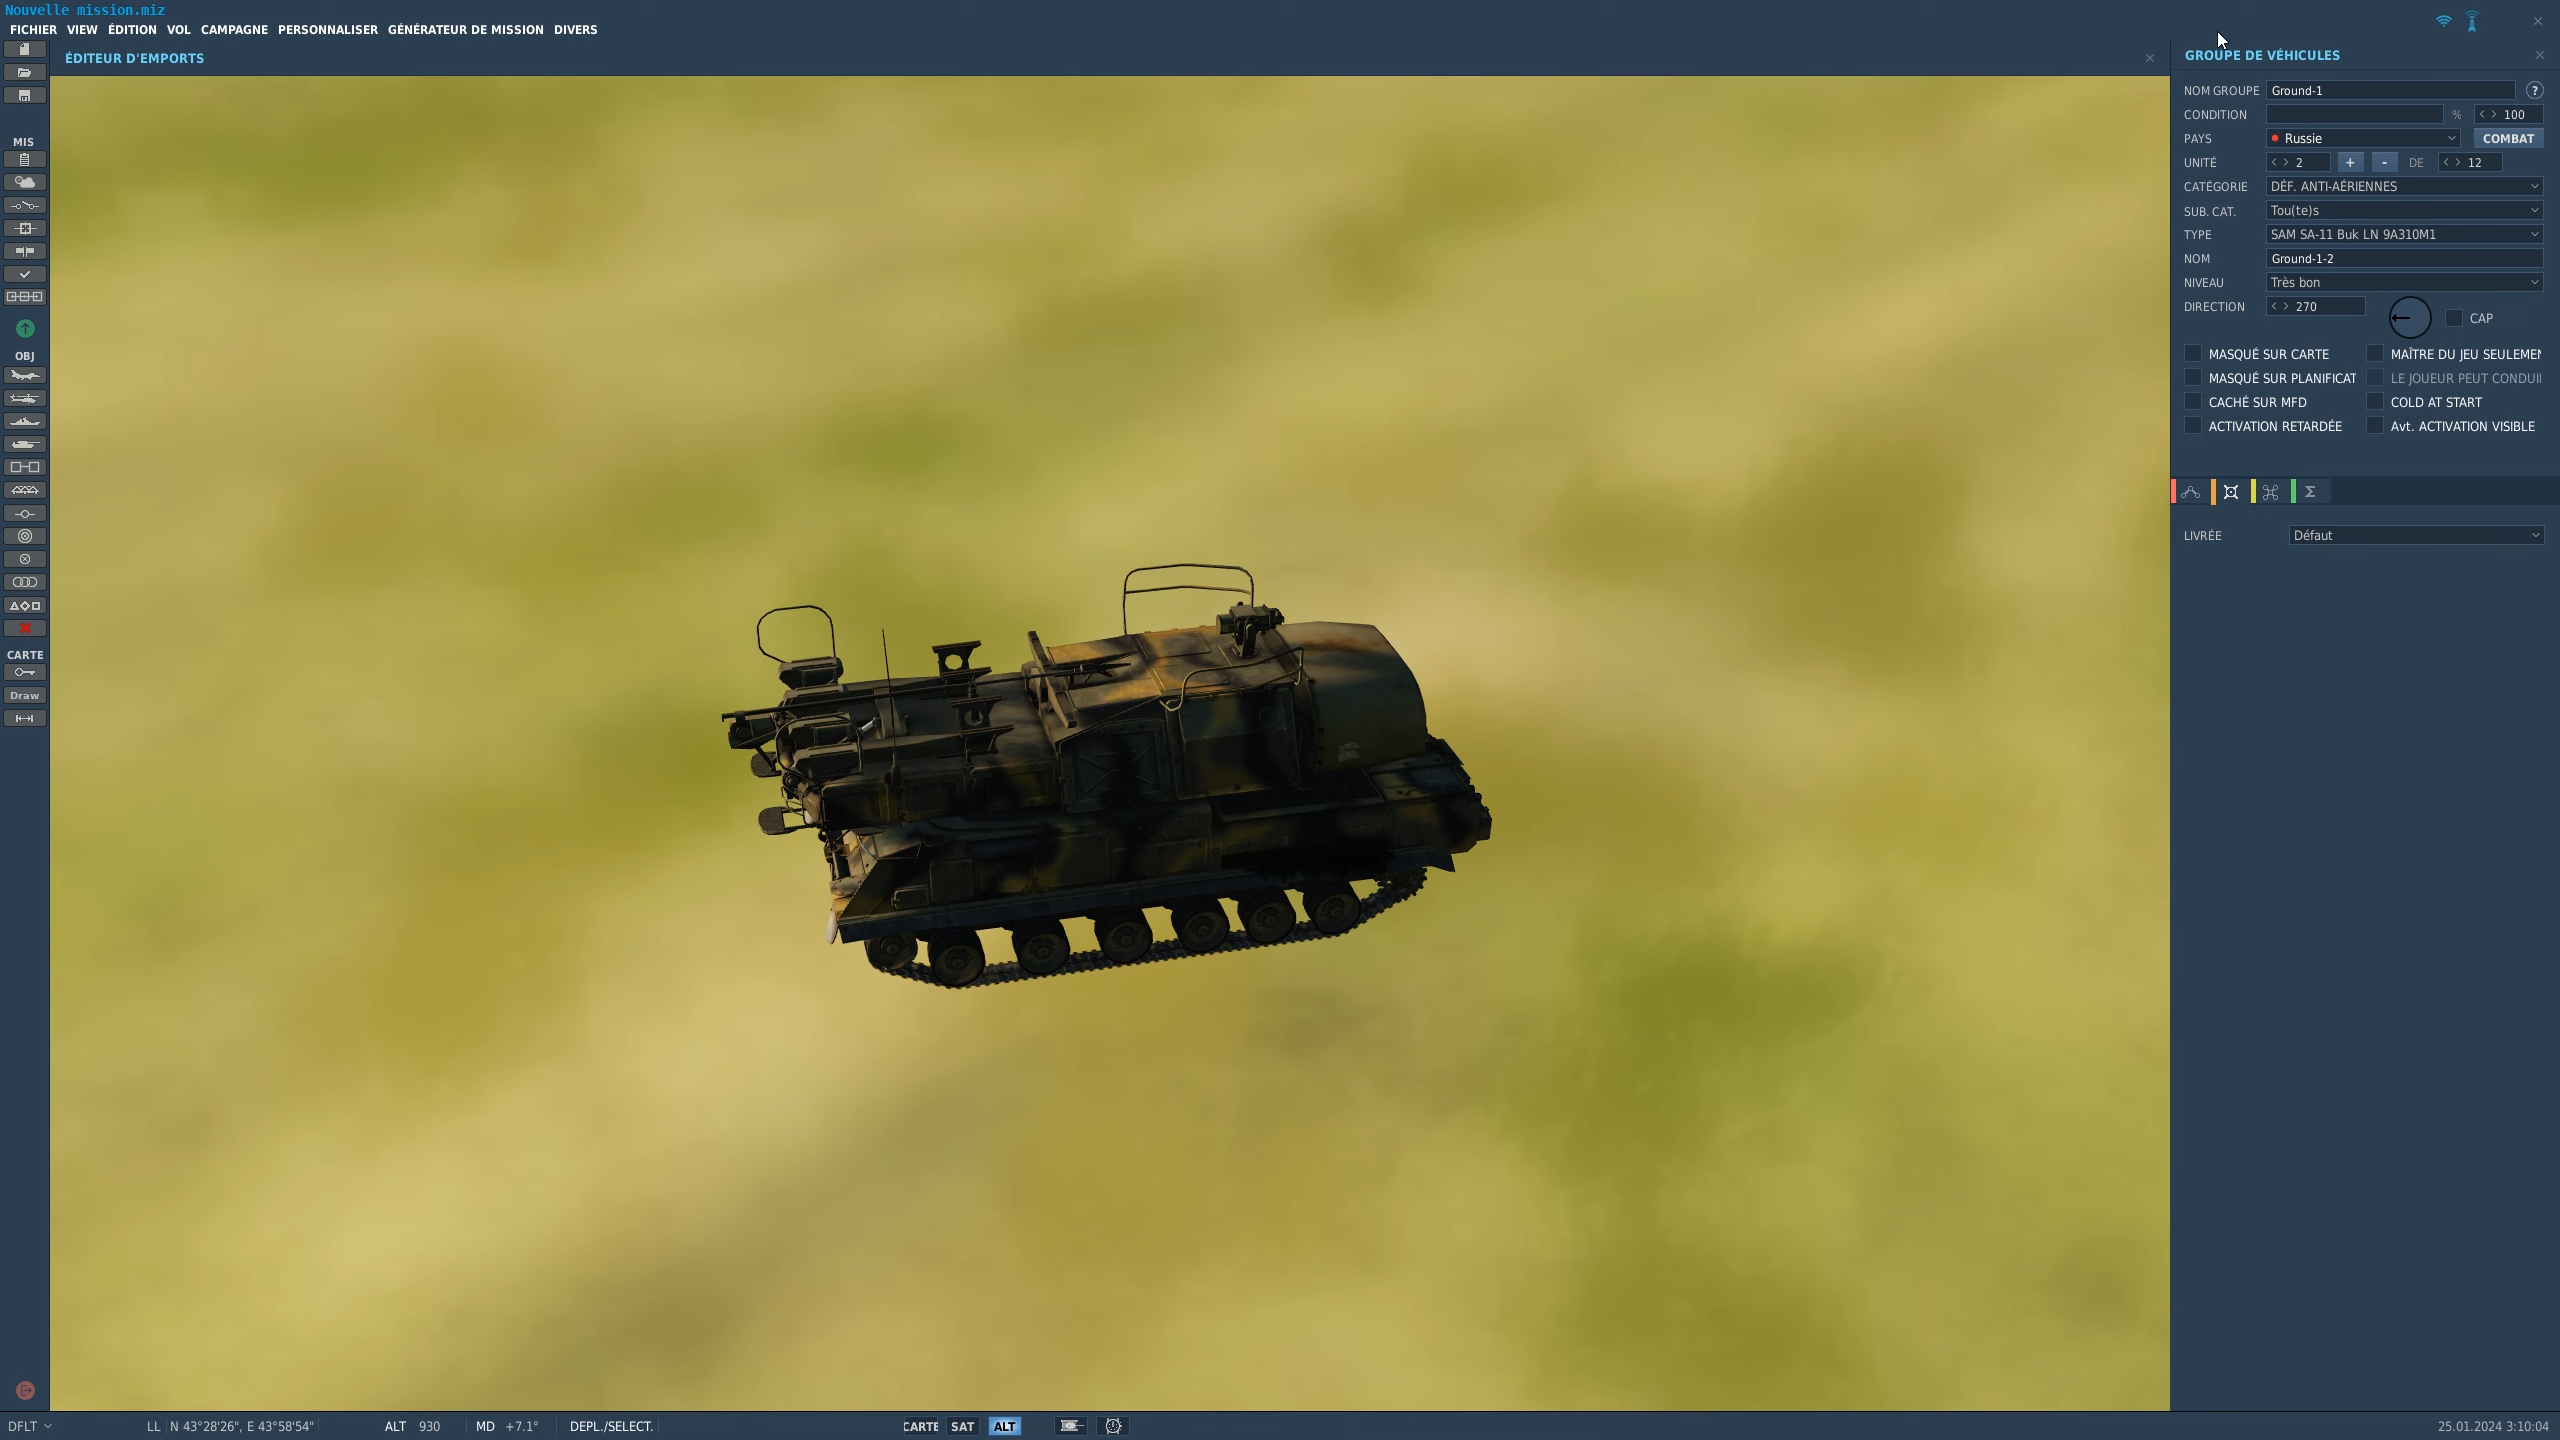 Nouvelle mission.miz
FICHIER VIEW ÉDITION VOL CAMPAGNE PERSONNALISER GÉNÉRATEUR DE MISSION DIVERS
ÉDITEUR D'EMPORTS
MIS
OBJ
CARTE
Draw
GROUPE DE VÉHICULES
NOM GROUPE Ground-1 ?
CONDITION % < > 100
PAYS Russie COMBAT
UNITÉ < > 2 + - DE < > 12
CATÉGORIE DÉF. ANTI-AÉRIENNES
SUB. CAT. Tou(te)s
TYPE SAM SA-11 Buk LN 9A310M1
NOM Ground-1-2
NIVEAU Très bon
DIRECTION < > 270 CAP
MASQUÉ SUR CARTE MAÎTRE DU JEU SEULEMEN
MASQUÉ SUR PLANIFICAT LE JOUEUR PEUT CONDUI
CACHÉ SUR MFD COLD AT START
ACTIVATION RETARDÉE Avt. ACTIVATION VISIBLE
Σ
LIVRÉE Défaut
DFLT LL N 43°28'26", E 43°58'54" ALT 930 MD +7.1° DEPL./SELECT. CARTE SAT ALT 25.01.2024 3:10:04